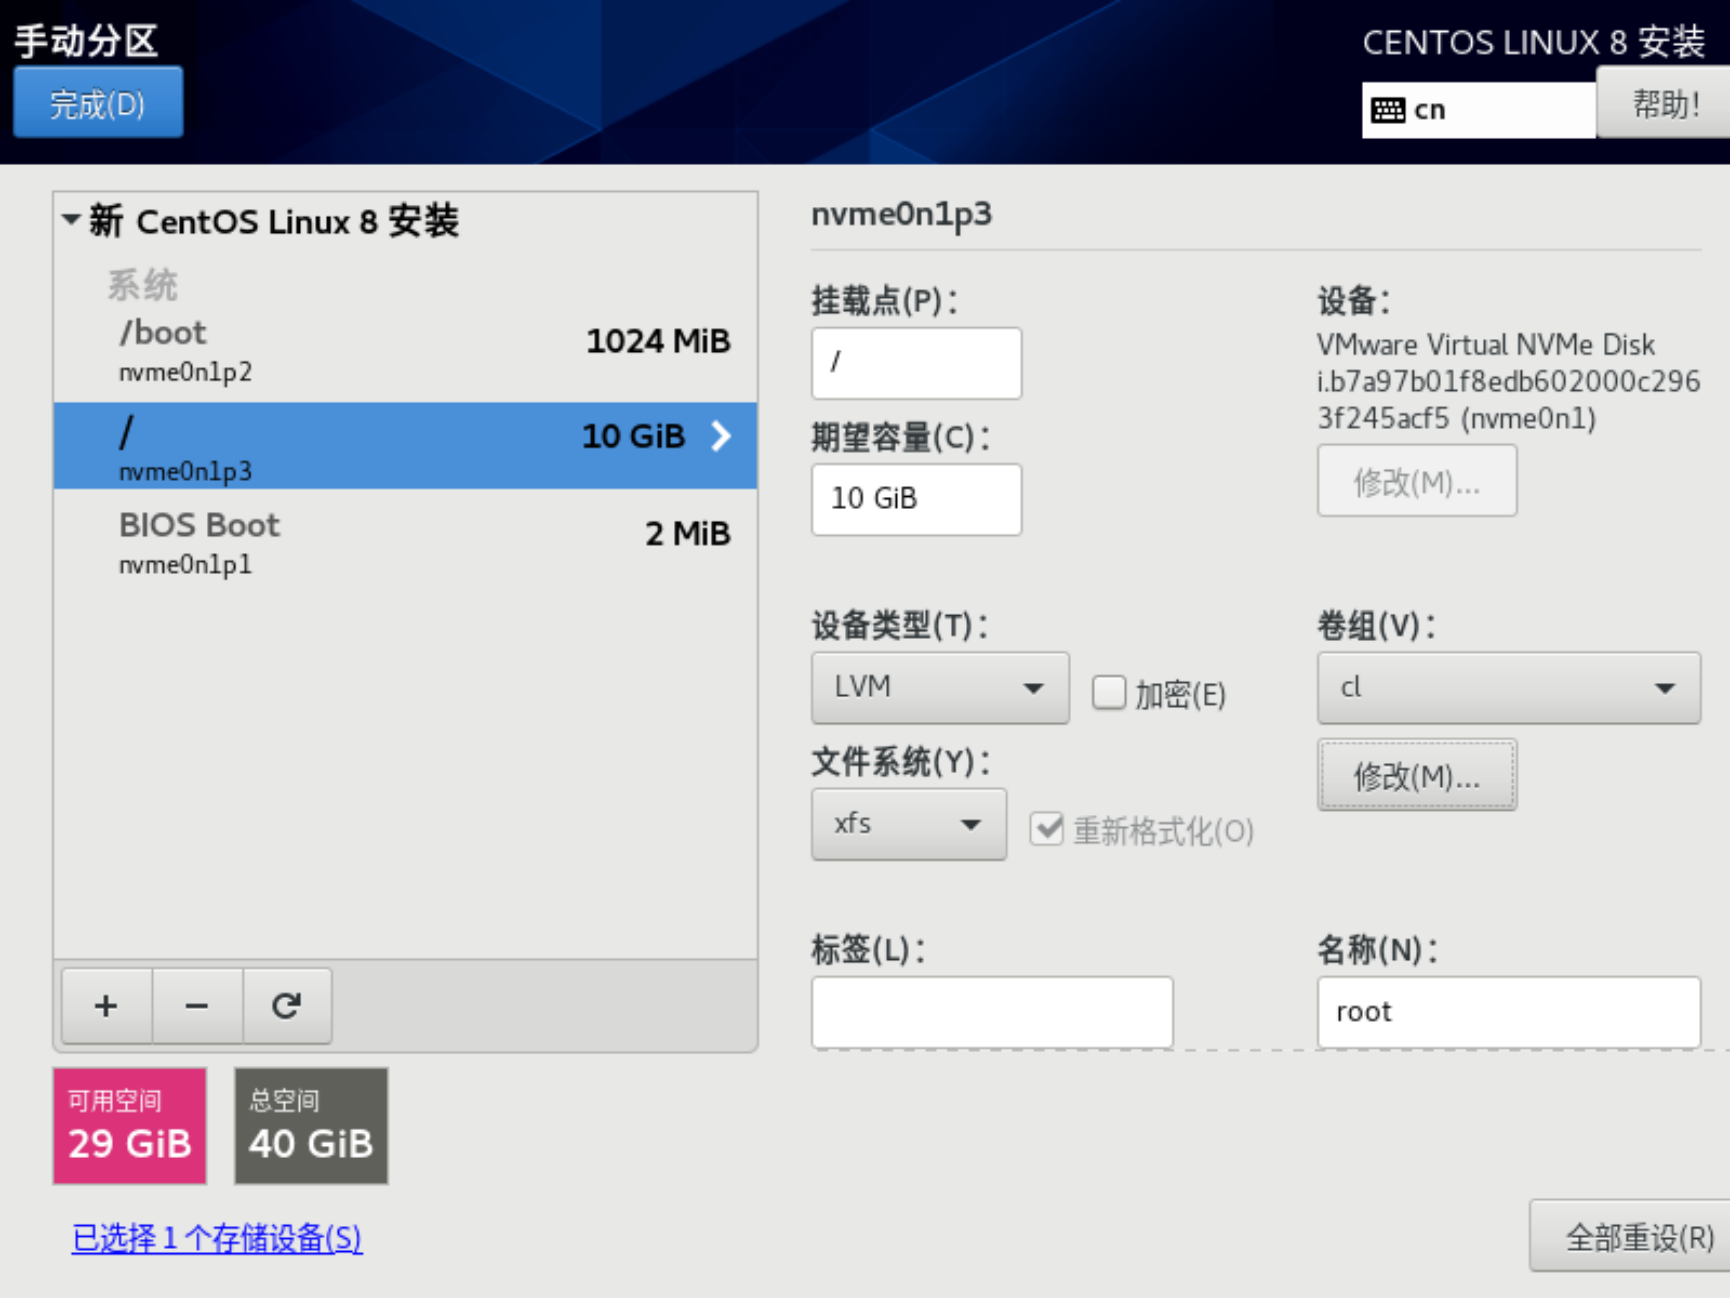 手动分区
完成(D)
CENTOS LINUX 8 安装
cn
帮助!
新 CentOS Linux 8 安装
系统
/boot
1024 MiB
nvme0n1p2
/
10 GiB
nvme0n1p3
BIOS Boot
2 MiB
nvme0n1p1
+ −
可用空间
29 GiB
总空间
40 GiB
已选择 1 个存储设备(S)
nvme0n1p3
挂载点(P)：
/
期望容量(C)：
10 GiB
设备：
VMware Virtual NVMe Disk
i.b7a97b01f8edb602000c296
3f245acf5 (nvme0n1)
修改(M)...
设备类型(T)：
LVM
加密(E)
卷组(V)：
cl
修改(M)...
文件系统(Y)：
xfs
重新格式化(O)
标签(L)：
名称(N)：
root
全部重设(R)